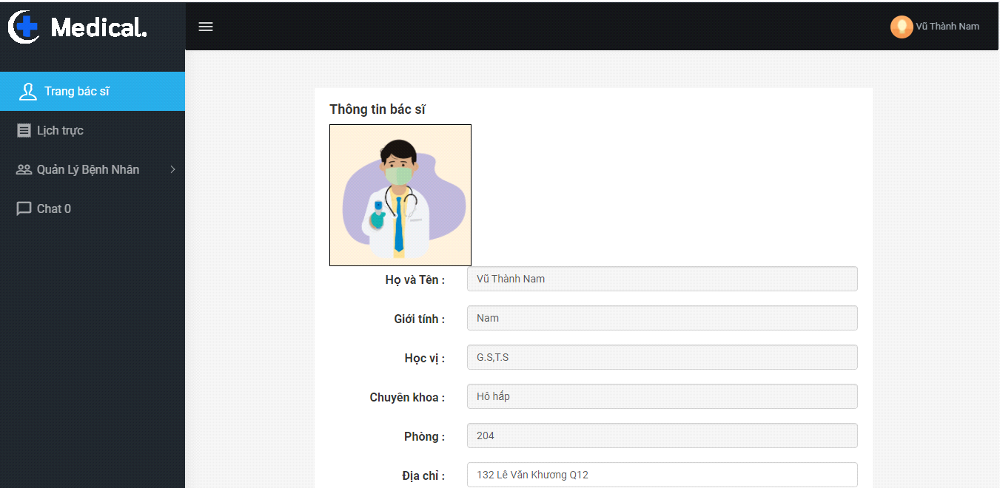 Medical.
Vũ Thành Nam
Trang bác sĩ
Lịch trực
Quản Lý Bệnh Nhân
Chat 0
Thông tin bác sĩ
Họ và Tên : Vũ Thành Nam
Giới tính : Nam
Học vị : G.S,T.S
Chuyên khoa : Hô hấp
Phòng : 204
Địa chỉ : 132 Lê Văn Khương Q12